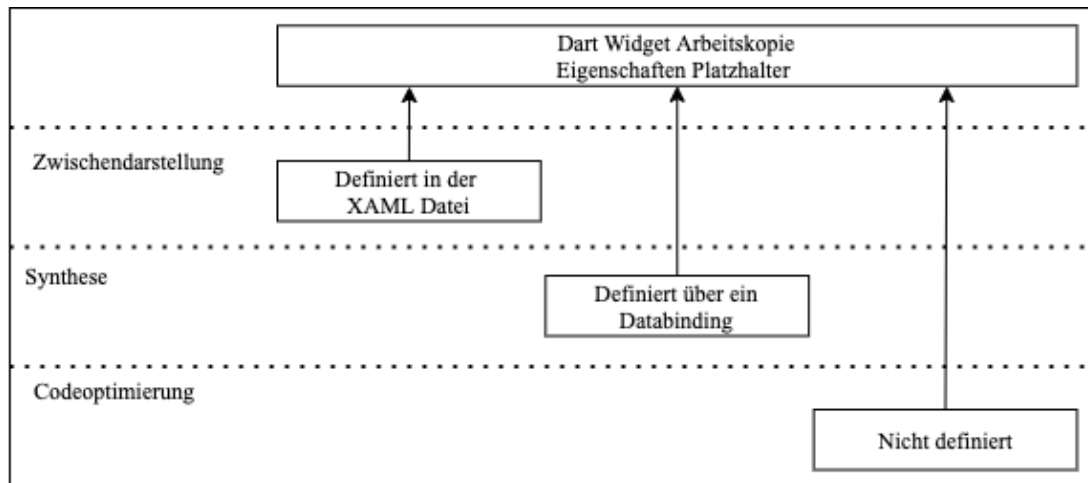 Dart Widget Arbeitskopie
Eigenschaften Platzhalter
Zwischendarstellung
Definiert in der
XAML Datei
Synthese
Definiert über ein
Databinding
Codeoptimierung
Nicht definiert